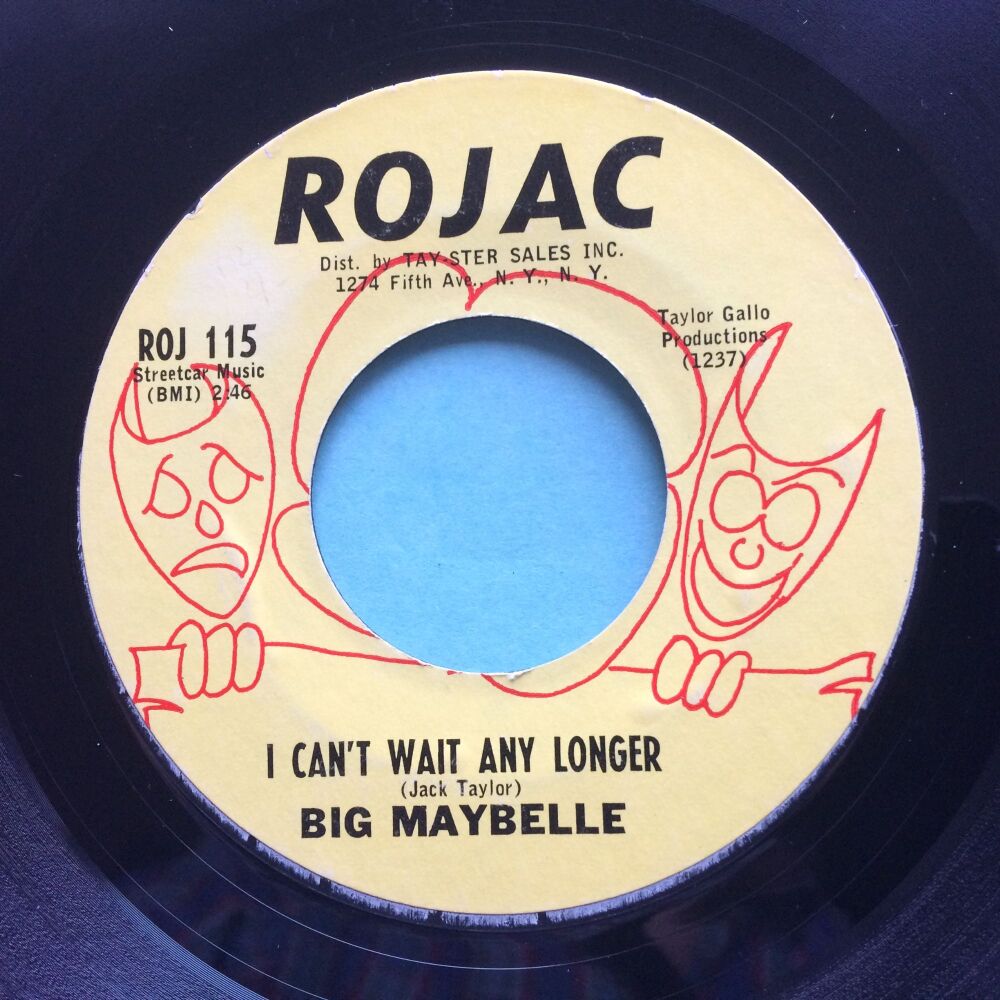 ROJAC
Dist. by TAY-STER SALES INC.
1274 Fifth Ave., N. Y., N. Y.
ROJ 115
Streetcar Music
(BMI) 2:46
Taylor Gallo
Productions
(1237)
I CAN'T WAIT ANY LONGER
(Jack Taylor)
BIG MAYBELLE